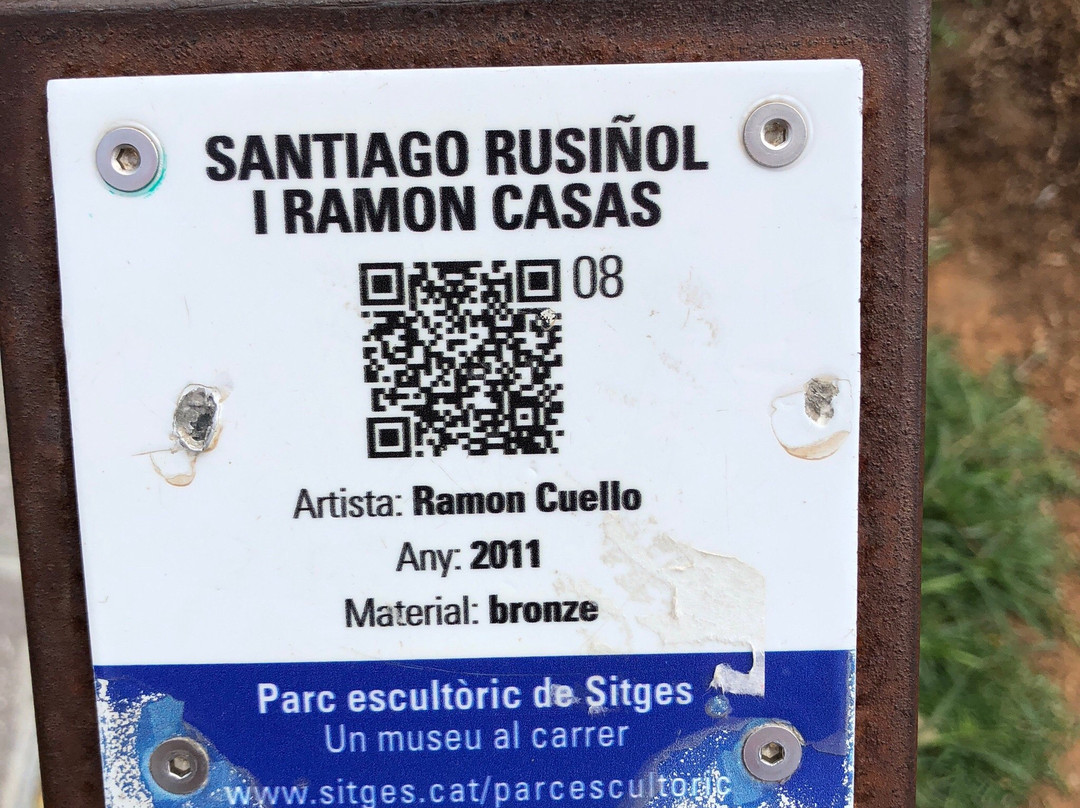 SANTIAGO RUSIÑOL
I RAMON CASAS
08
Artista: Ramon Cuello
Any: 2011
Material: bronze
Parc escultòric de Sitges
Un museu al carrer
www.sitges.cat/parcescultoric